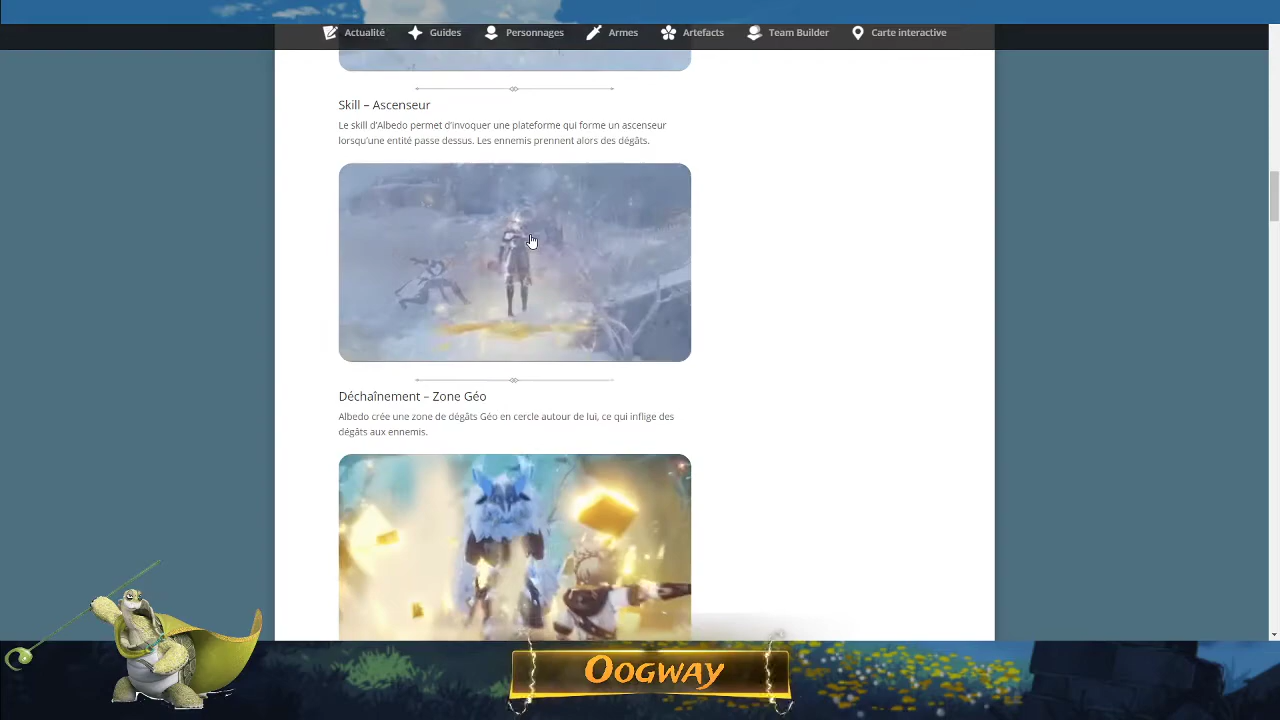 Actualité Guides Personnages Armes Artefacts Team Builder Carte interactive
Skill – Ascenseur
Le skill d'Albedo permet d'invoquer une plateforme qui forme un ascenseur
lorsqu'une entité passe dessus. Les ennemis prennent alors des dégâts.
Déchaînement – Zone Géo
Albedo crée une zone de dégâts Géo en cercle autour de lui, ce qui inflige des
dégâts aux ennemis.
Oogway